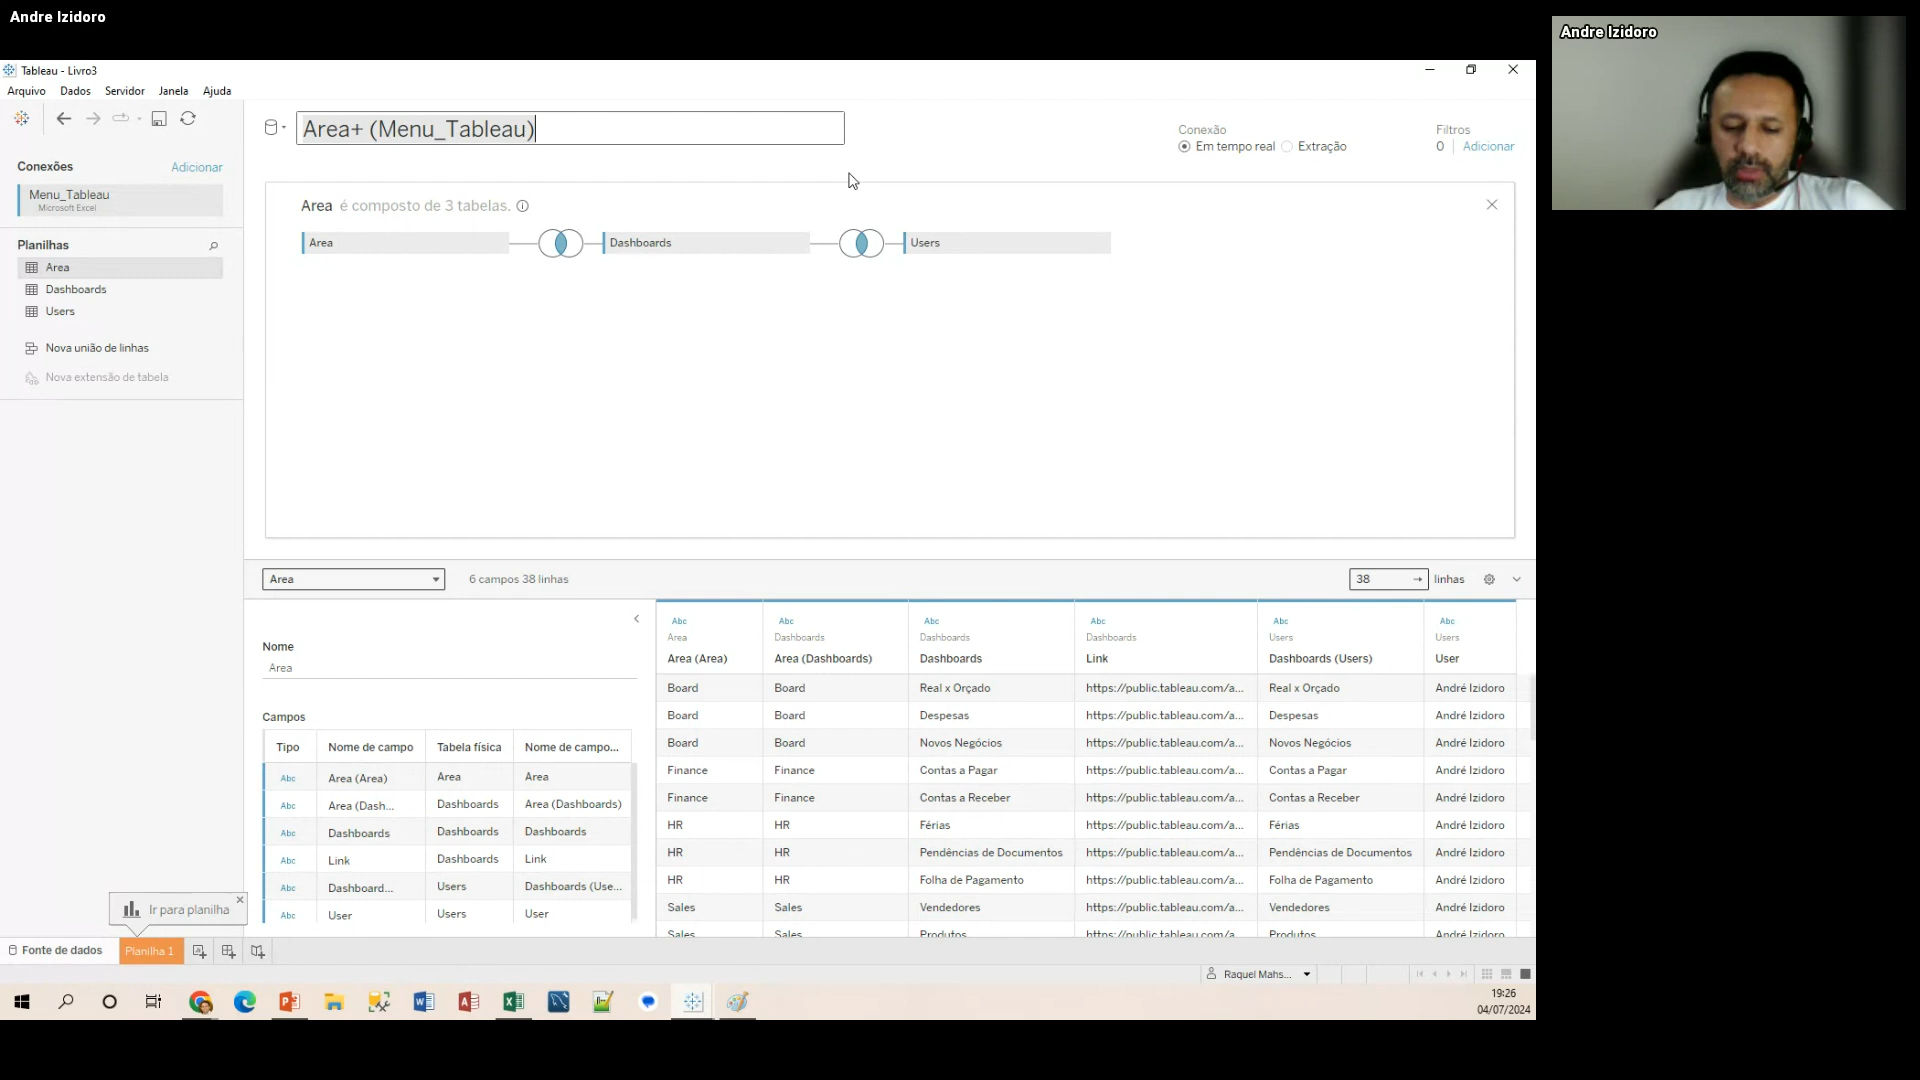 Andre Izidoro
Andre Izidoro
Tableau - Livro3
Arquivo Dados Servidor Janela Ajuda
Area+ (Menu_Tableau)
Conexão
Em tempo real Extração
Filtros
0 Adicionar
Conexões Adicionar
Menu_Tableau
Microsoft Excel
Planilhas
Area
Dashboards
Users
Nova união de linhas
Nova extensão de tabela
Area é composto de 3 tabelas.
Area Dashboards Users
Area 6 campos 38 linhas 38 linhas
Nome
Area
Campos
Tipo Nome de campo Tabela física Nome de campo...
Abc Area (Area) Area Area
Abc Area (Dash... Dashboards Area (Dashboards)
Abc Dashboards Dashboards Dashboards
Abc Link Dashboards Link
Abc Dashboard... Users Dashboards (Use...
Abc User Users User
Abc Abc Abc Abc Abc Abc
Area Dashboards Dashboards Dashboards Users Users
Area (Area) Area (Dashboards) Dashboards Link Dashboards (Users) User
Board Board Real x Orçado https://public.tableau.com/a... Real x Orçado André Izidoro
Board Board Despesas https://public.tableau.com/a... Despesas André Izidoro
Board Board Novos Negócios https://public.tableau.com/a... Novos Negócios André Izidoro
Finance Finance Contas a Pagar https://public.tableau.com/a... Contas a Pagar André Izidoro
Finance Finance Contas a Receber https://public.tableau.com/a... Contas a Receber André Izidoro
HR HR Férias https://public.tableau.com/a... Férias André Izidoro
HR HR Pendências de Documentos https://public.tableau.com/a... Pendências de Documentos André Izidoro
HR HR Folha de Pagamento https://public.tableau.com/a... Folha de Pagamento André Izidoro
Sales Sales Vendedores https://public.tableau.com/a... Vendedores André Izidoro
Sales Sales Produtos https://public.tableau.com/a... Produtos André Izidoro
Ir para planilha
Fonte de dados Planilha 1
Raquel Mahs...
19:26
04/07/2024